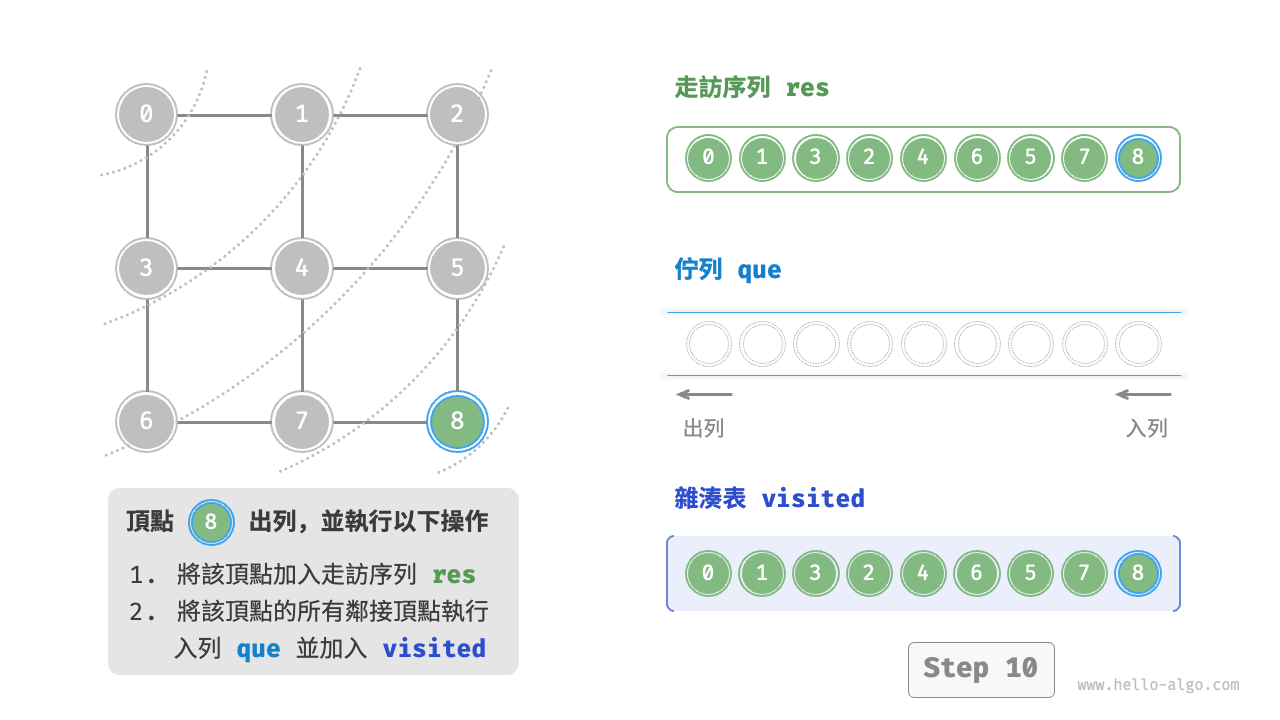 走訪序列 res
0 1 3 2 4 6 5 7 8
0 1 2
3 4 5
6 7 8
佇列 que
出列 入列
雜湊表 visited
0 1 3 2 4 6 5 7 8
頂點 8 出列，並執行以下操作
1. 將該頂點加入走訪序列 res
2. 將該頂點的所有鄰接頂點執行
入列 que 並加入 visited
Step 10
www.hello-algo.com